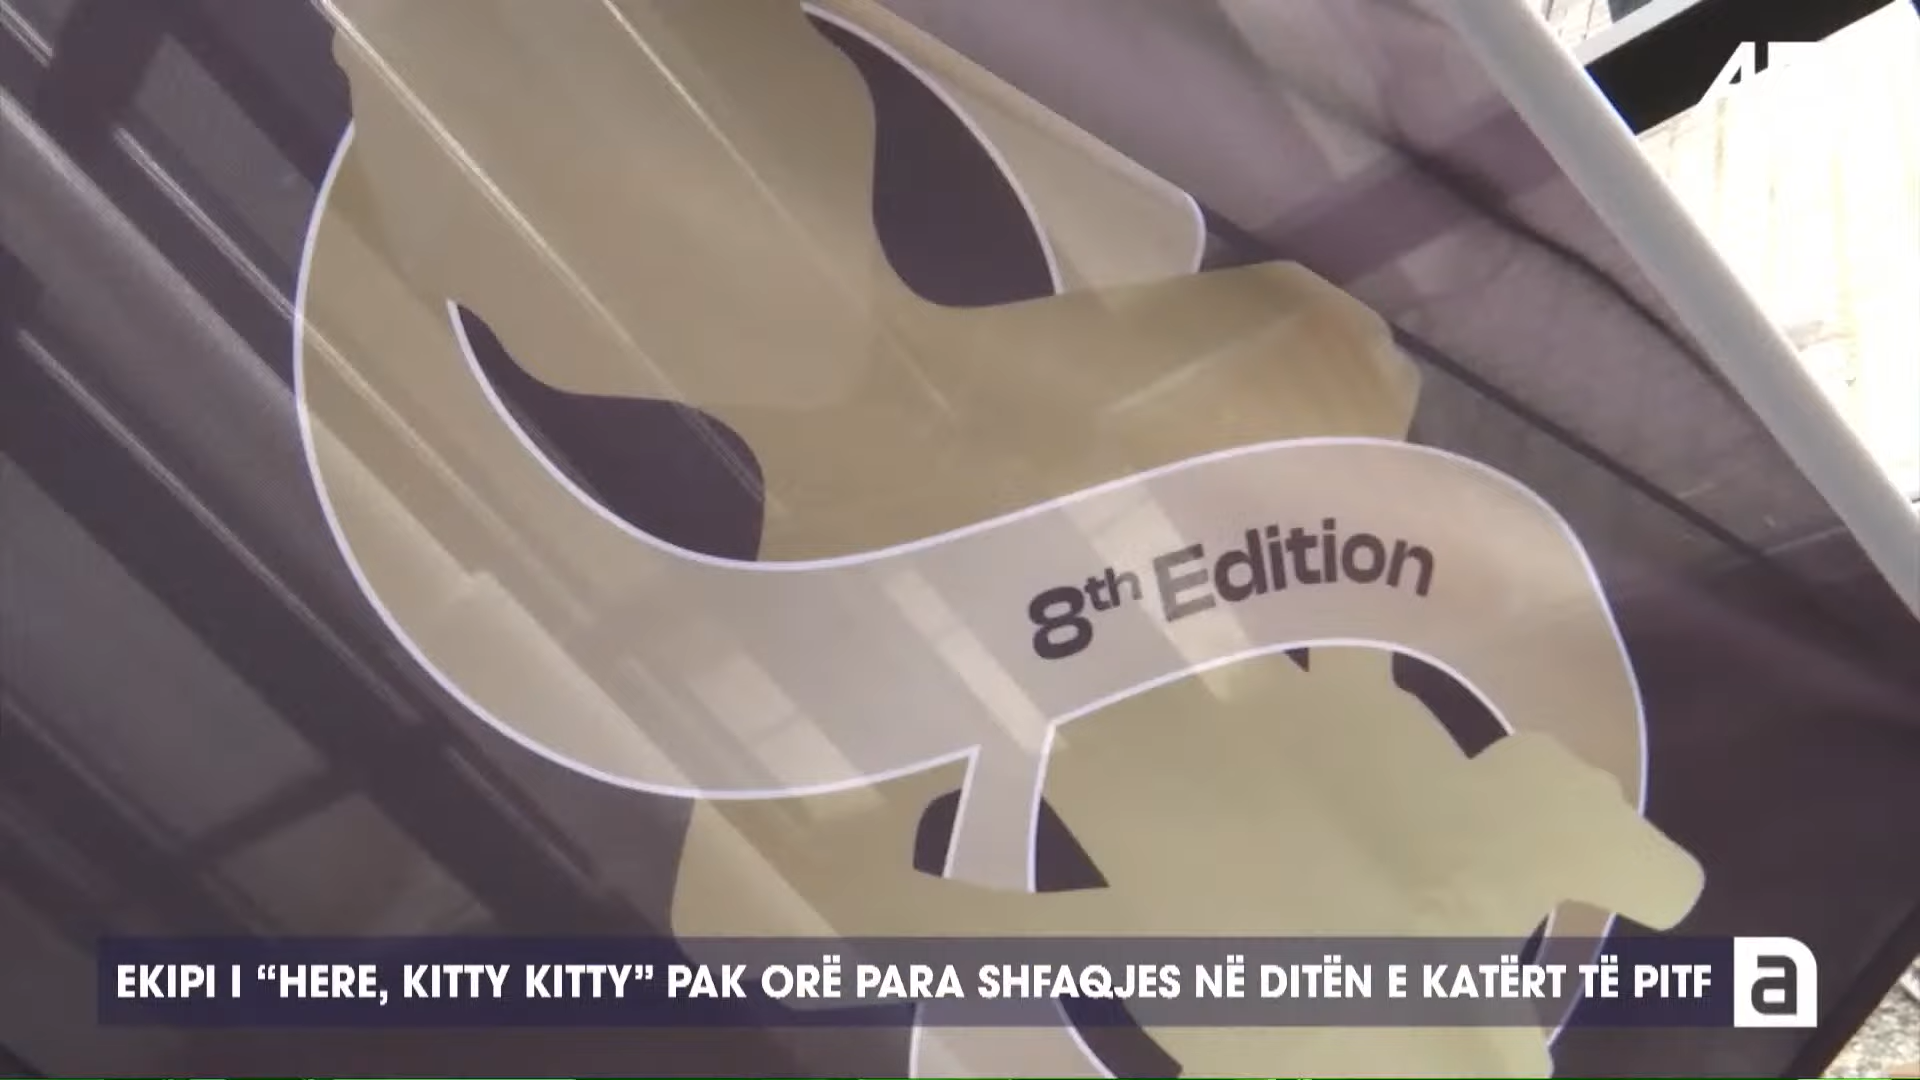 8th Edition
EKIPI I “HERE, KITTY KITTY” PAK ORË PARA SHFAQJES NË DITËN E KATËRT TË PITF
a